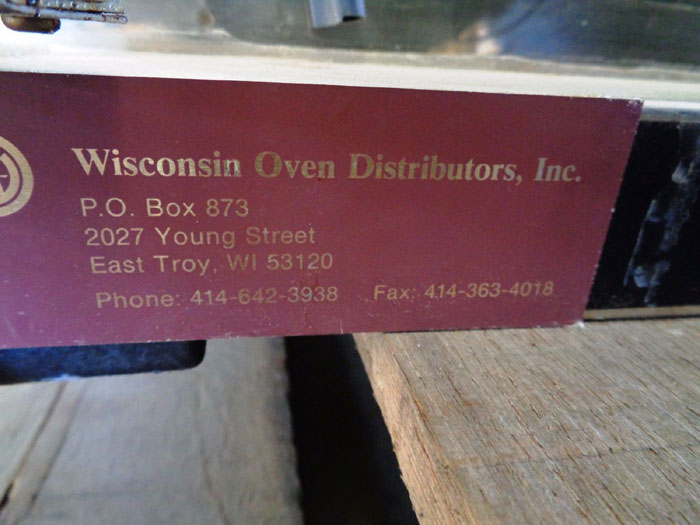 Wisconsin Oven Distributors, Inc.
P.O. Box 873
2027 Young Street
East Troy, WI 53120
Phone: 414-642-3938 Fax: 414-363-4018